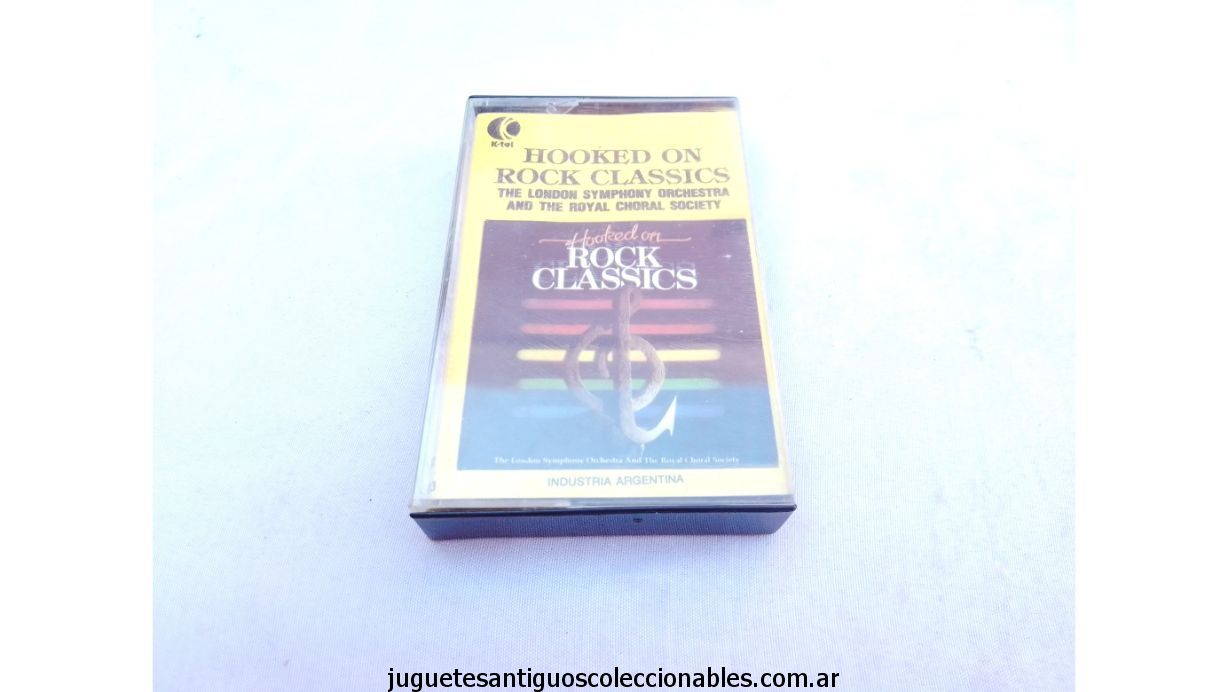 K-tel
HOOKED ON
ROCK CLASSICS
THE LONDON SYMPHONY ORCHESTRA
AND THE ROYAL CHORAL SOCIETY
Hooked on
ROCK
CLASSICS
The London Symphony Orchestra And The Royal Choral Society
INDUSTRIA ARGENTINA
juguetesantiguoscoleccionables.com.ar